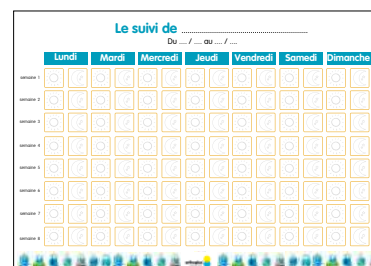 Le suivi de ................................................
Du .... / .... au .... / ....
Lundi Mardi Mercredi Jeudi Vendredi Samedi Dimanche
semaine 1
semaine 2
semaine 3
semaine 4
semaine 5
semaine 6
semaine 7
semaine 8